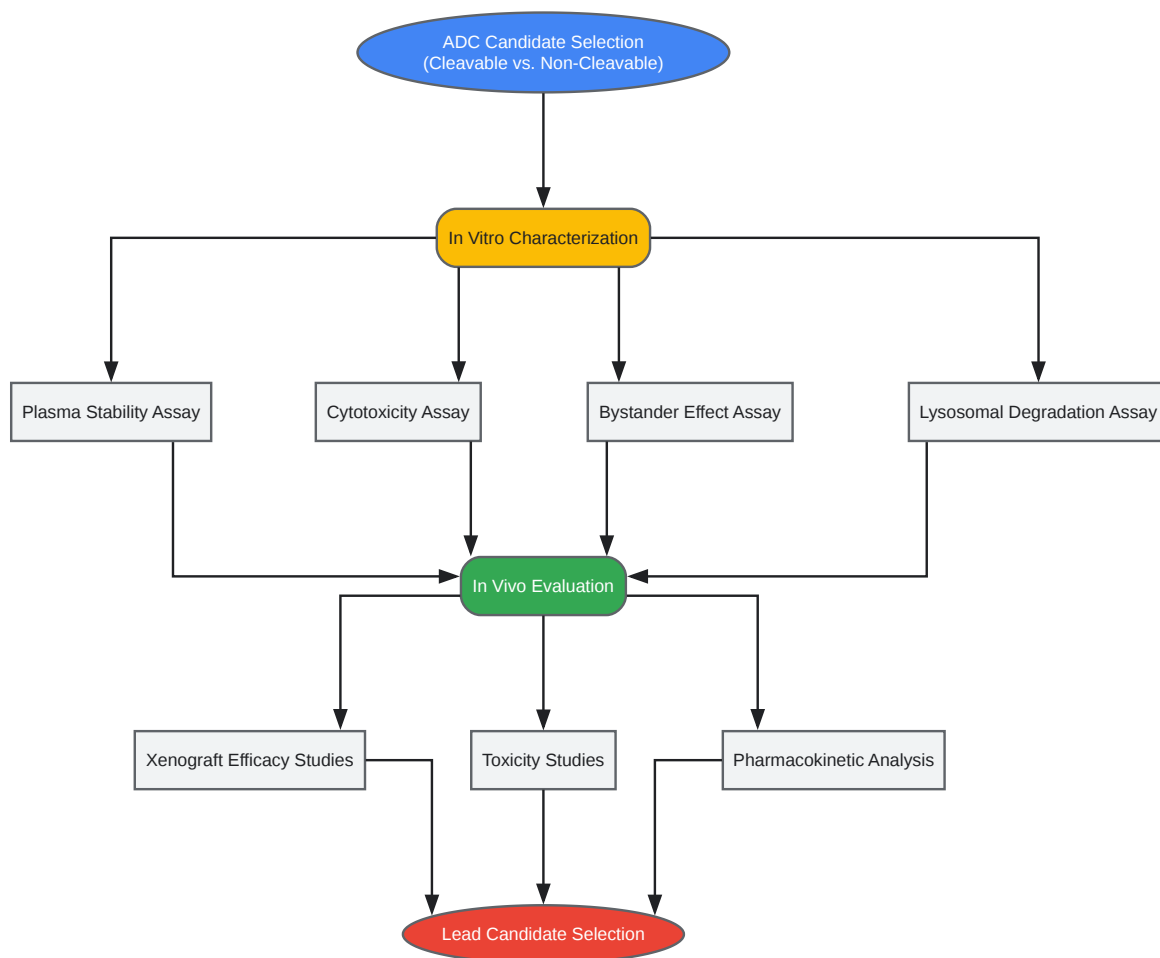 ADC Candidate Selection
(Cleavable vs. Non-Cleavable)
In Vitro Characterization
Plasma Stability Assay
Cytotoxicity Assay
Bystander Effect Assay
Lysosomal Degradation Assay
In Vivo Evaluation
Xenograft Efficacy Studies
Toxicity Studies
Pharmacokinetic Analysis
Lead Candidate Selection